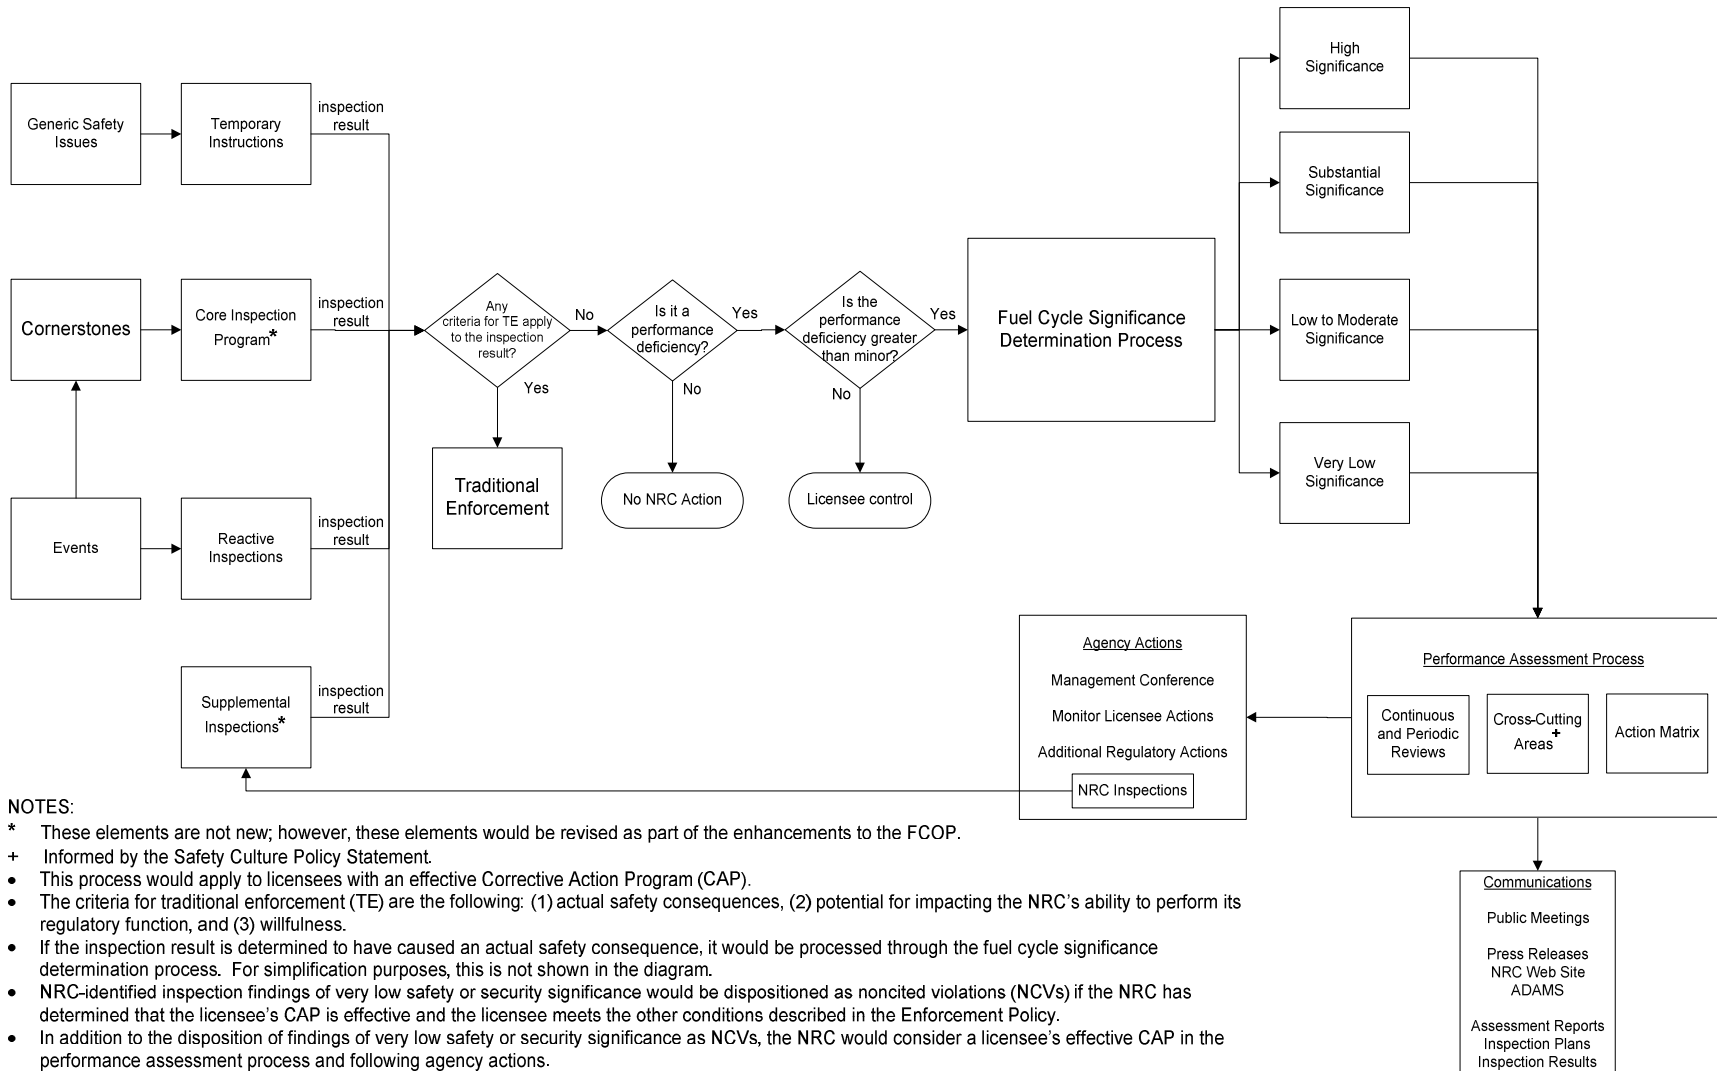 High
Significance
Generic Safety
Issues
Temporary
Instructions
inspection
result
Substantial
Significance
Cornerstones
Core Inspection
Program*
inspection
result
Any
criteria for TE apply
to the inspection
result?
No
Yes
Is it a
performance
deficiency?
Yes
No
Is the
performance
deficiency greater
than minor?
Yes
No
Fuel Cycle Significance
Determination Process
Low to Moderate
Significance
Very Low
Significance
Traditional
Enforcement
No NRC Action
Licensee control
Events
Reactive
Inspections
inspection
result
Supplemental
Inspections*
inspection
result
Agency Actions
Management Conference
Monitor Licensee Actions
Additional Regulatory Actions
NRC Inspections
Performance Assessment Process
Continuous
and Periodic
Reviews
Cross-Cutting
Areas+
Action Matrix
Communications
Public Meetings
Press Releases
NRC Web Site
ADAMS
Assessment Reports
Inspection Plans
Inspection Results
NOTES:
* These elements are not new; however, these elements would be revised as part of the enhancements to the FCOP.
+ Informed by the Safety Culture Policy Statement.
• This process would apply to licensees with an effective Corrective Action Program (CAP).
• The criteria for traditional enforcement (TE) are the following: (1) actual safety consequences, (2) potential for impacting the NRC's ability to perform its
regulatory function, and (3) willfulness.
• If the inspection result is determined to have caused an actual safety consequence, it would be processed through the fuel cycle significance
determination process. For simplification purposes, this is not shown in the diagram.
• NRC-identified inspection findings of very low safety or security significance would be dispositioned as noncited violations (NCVs) if the NRC has
determined that the licensee's CAP is effective and the licensee meets the other conditions described in the Enforcement Policy.
• In addition to the disposition of findings of very low safety or security significance as NCVs, the NRC would consider a licensee's effective CAP in the
performance assessment process and following agency actions.